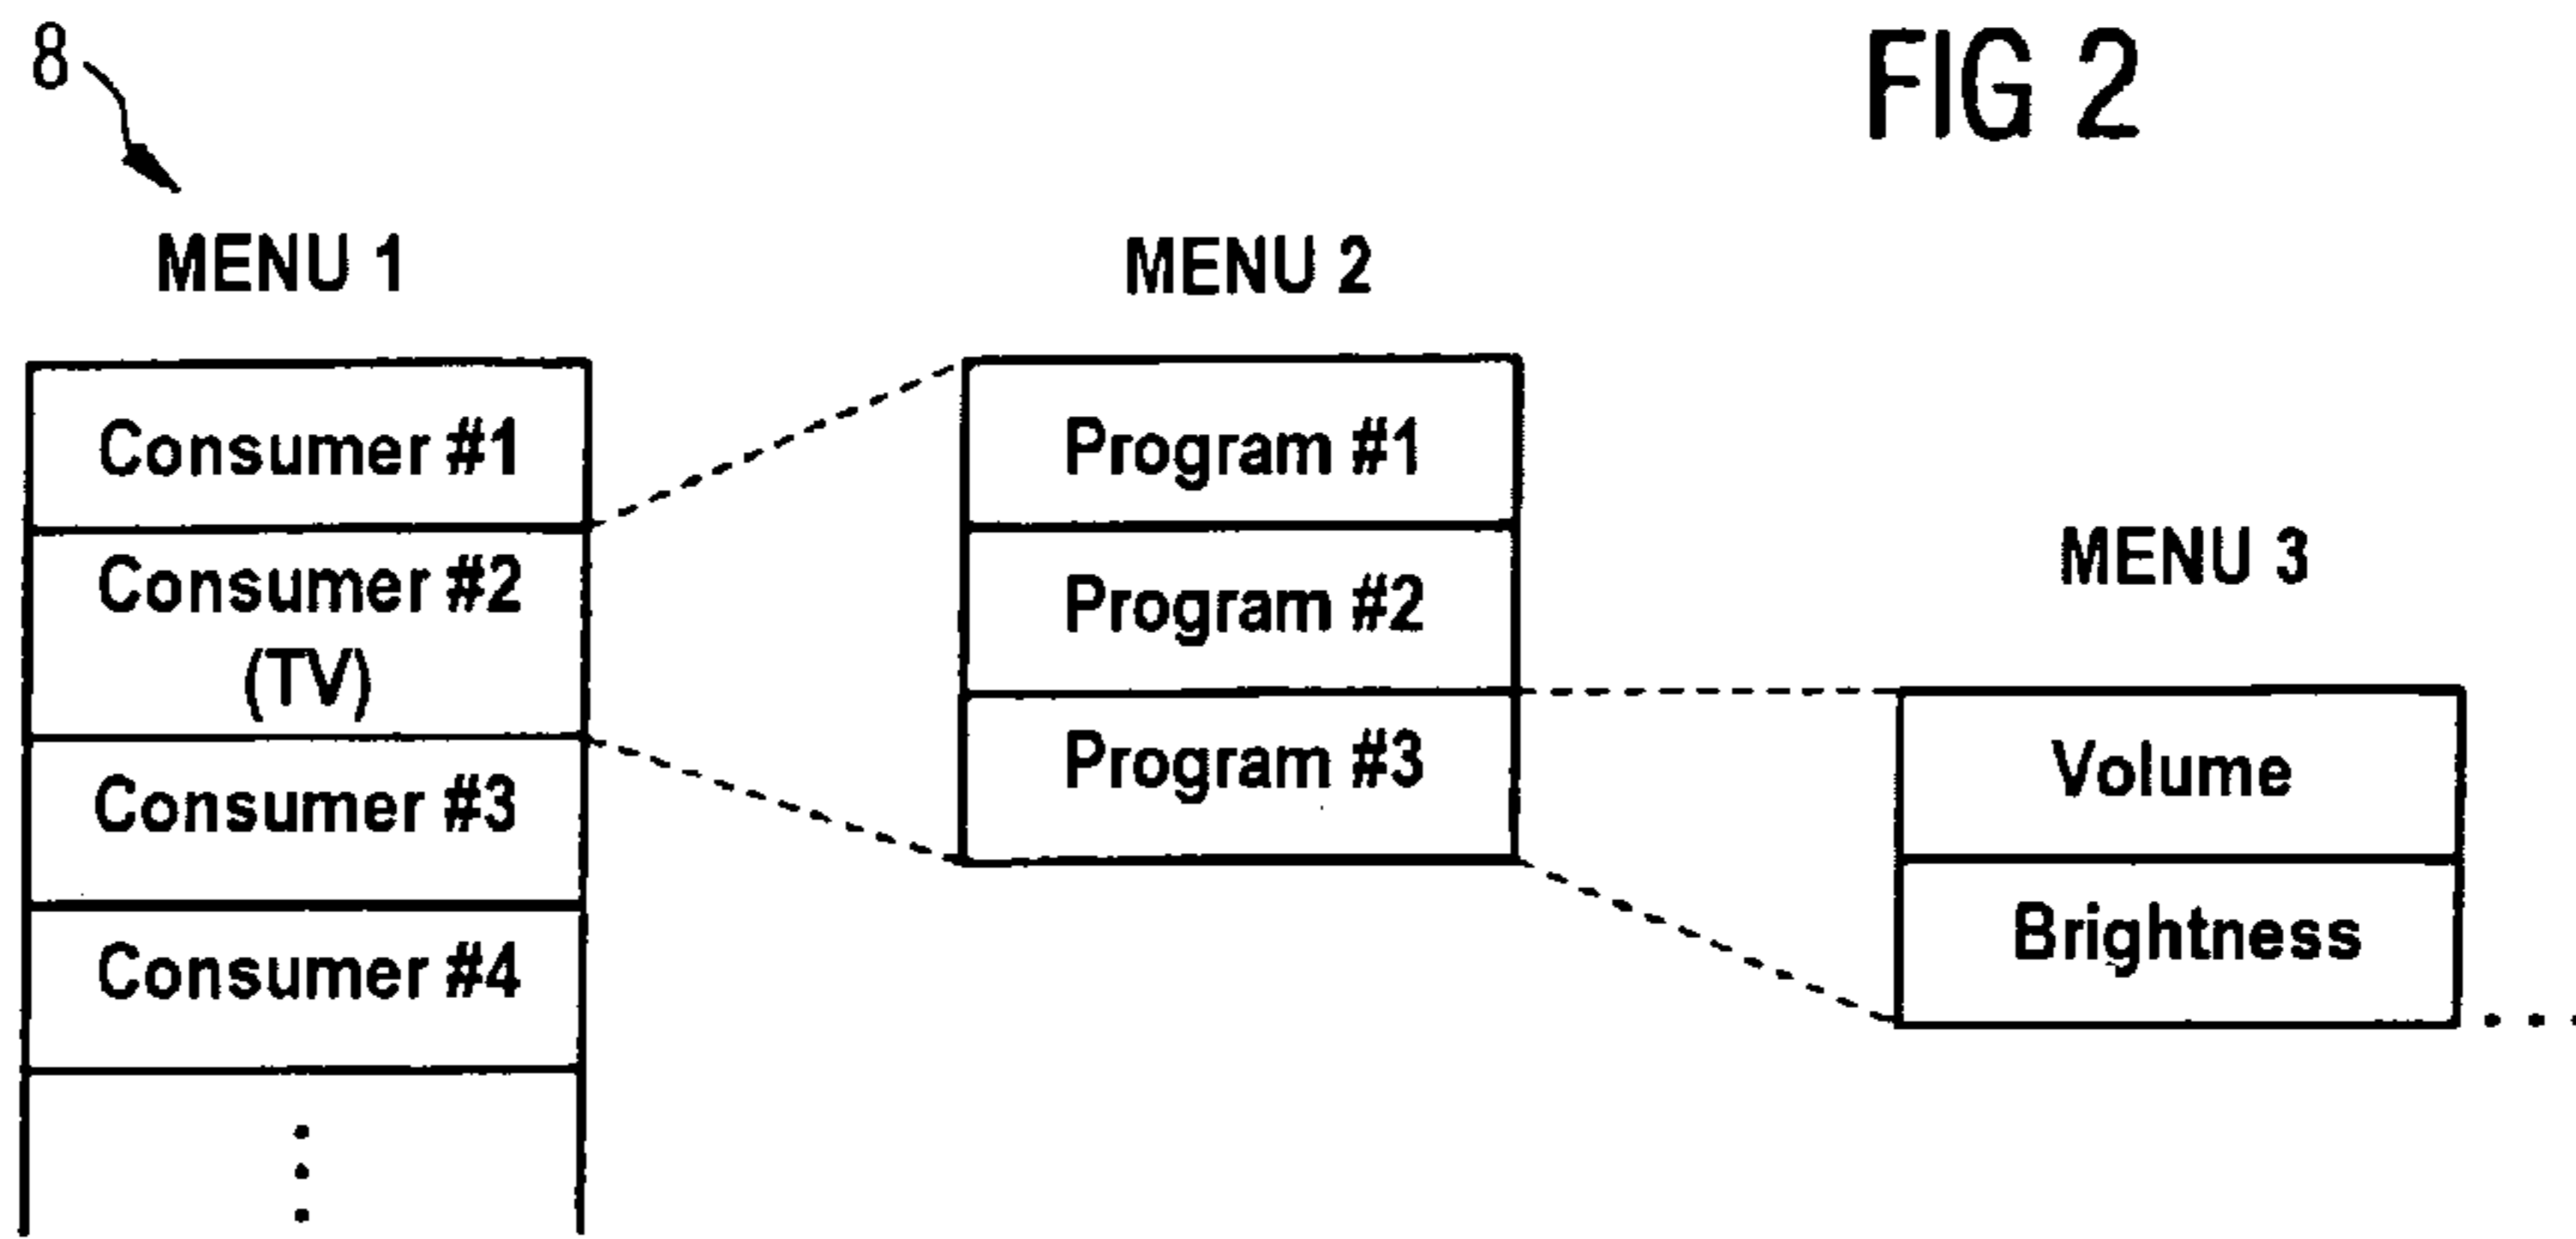 8
FIG 2
MENU 1
Consumer #1
Consumer #2
(TV)
Consumer #3
Consumer #4
MENU 2
Program #1
Program #2
Program #3
MENU 3
Volume
Brightness